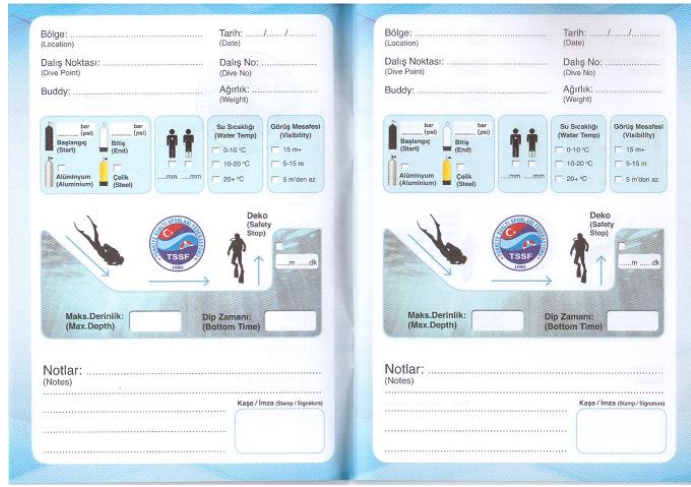 Bölge: ........ Tarih: ....../....../......
(Location) (Date)
Dalış Noktası: ........ Dalış No: ........
(Dive Point) (Dive No)
Buddy: ........ Ağırlık: ........
(Weight)
...... bar (psi) ...... bar (psi)
Başlangıç (Start) Bitiş (End)
Alüminyum (Aluminium) Çelik (Steel)
....mm ....mm
Su Sıcaklığı (Water Temp)
0-10 °C
10-20 °C
20+ °C
Görüş Mesafesi (Visibility)
15 m+
5-15 m
5 m'den az
Deko
(Safety
Stop)
TSSF
......m ......dk
Maks.Derinlik: Dip Zamanı:
(Max.Depth) (Bottom Time)
Notlar: ........
(Notes)
Kaşe / İmza (Stamp / Signature)
Bölge: ........ Tarih: ....../....../......
(Location) (Date)
Dalış Noktası: ........ Dalış No: ........
(Dive Point) (Dive No)
Buddy: ........ Ağırlık: ........
(Weight)
...... bar (psi) ...... bar (psi)
Başlangıç (Start) Bitiş (End)
Alüminyum (Aluminium) Çelik (Steel)
....mm ....mm
Su Sıcaklığı (Water Temp)
0-10 °C
10-20 °C
20+ °C
Görüş Mesafesi (Visibility)
15 m+
5-15 m
5 m'den az
Deko
(Safety
Stop)
TSSF
......m ......dk
Maks.Derinlik: Dip Zamanı:
(Max.Depth) (Bottom Time)
Notlar: ........
(Notes)
Kaşe / İmza (Stamp / Signature)